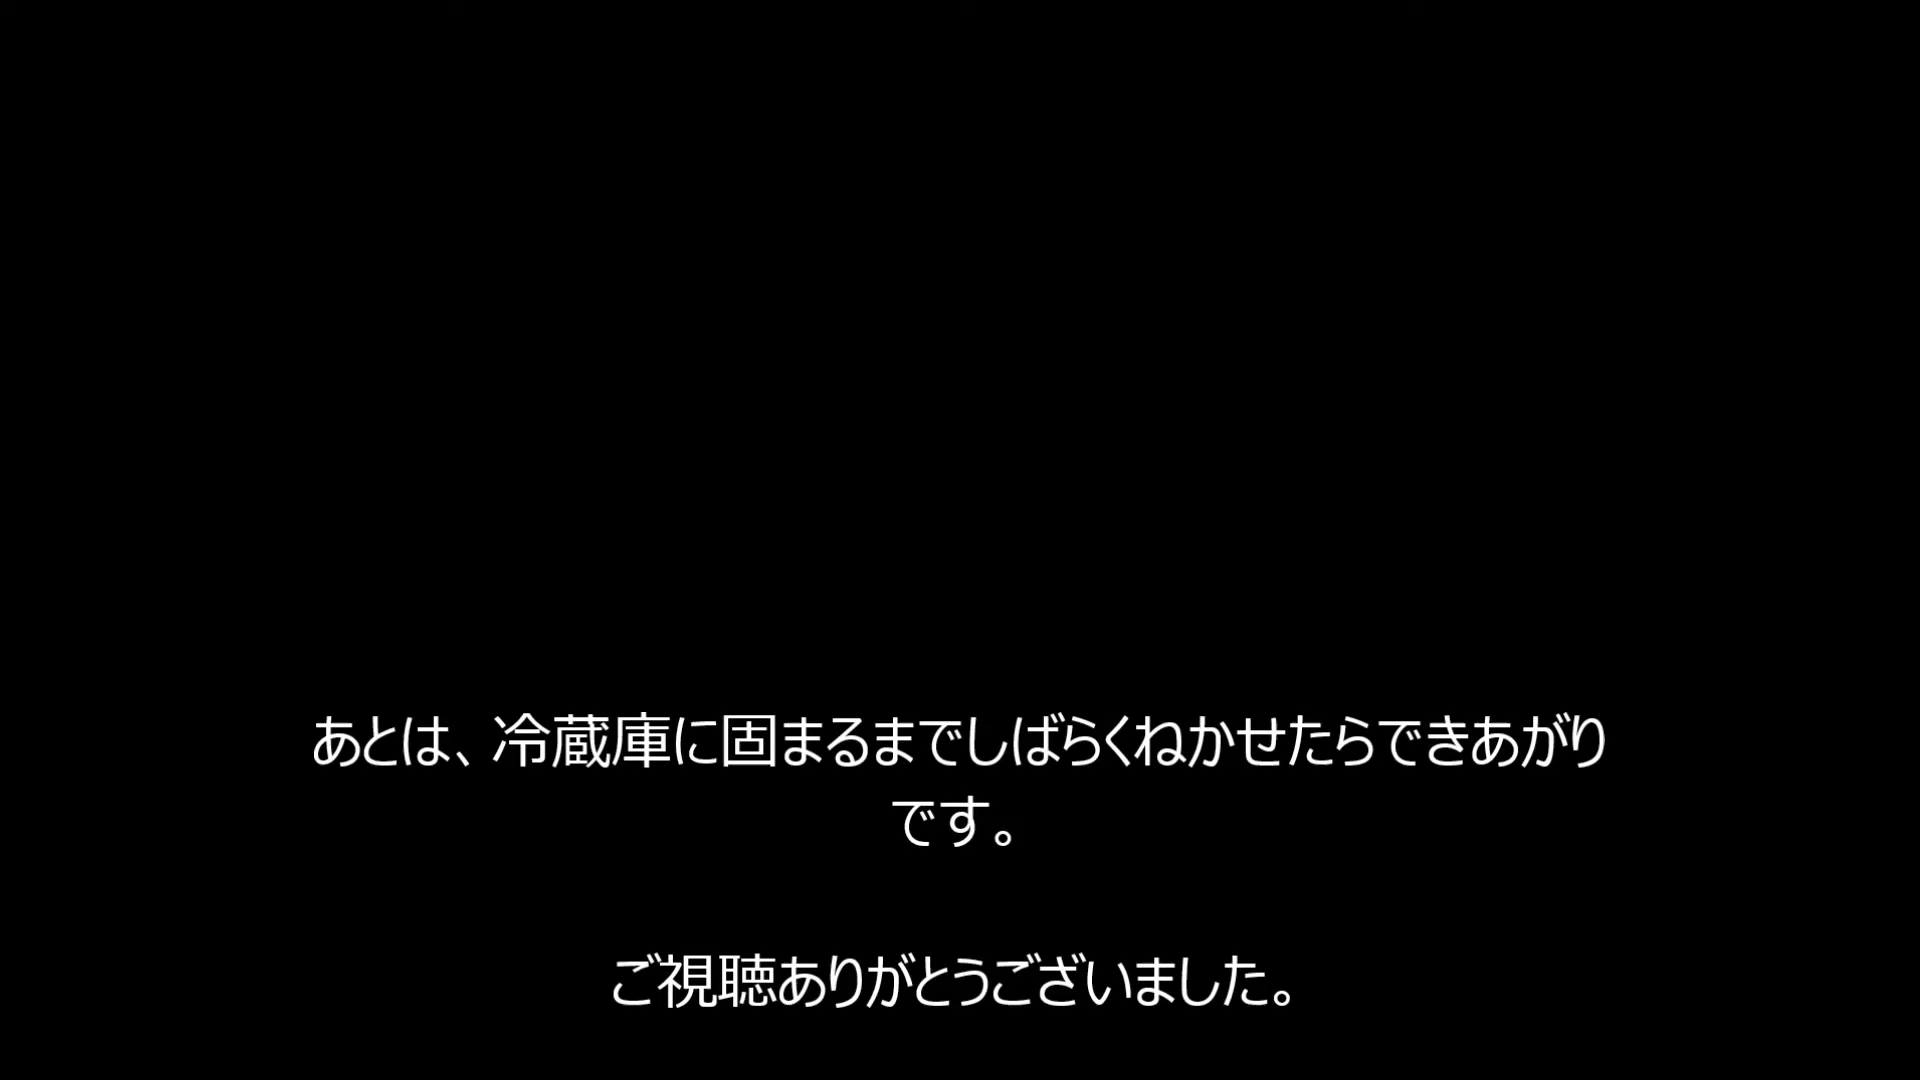 あとは、冷蔵庫に固まるまでしばらくねかせたらできあがり
です。
ご視聴ありがとうございました。